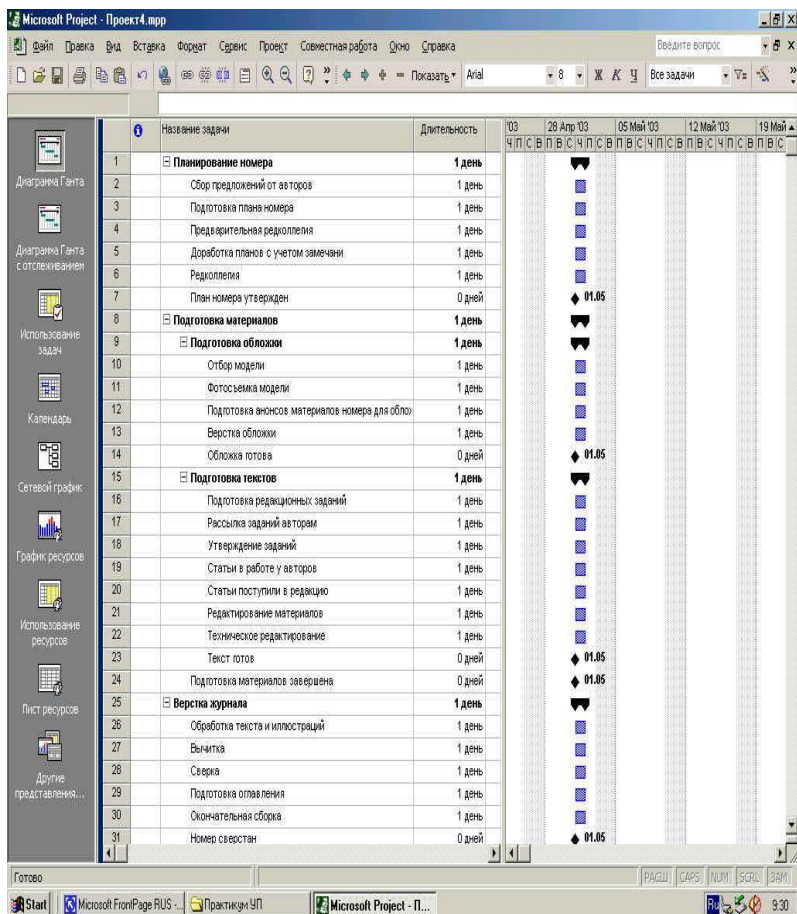 Microsoft Project - Проект4.mpp
Файл Правка Вид Вставка Формат Сервис Проект Совместная работа Окно Справка Введите вопрос
Показать Arial 8 Ж К Ч Все задачи
Название задачи Длительность '03 28 Апр '03 05 Май '03 12 Май '03 19 Май
Ч П С В П В С Ч П С В П В С Ч П С В П В С Ч П С В П В С
1 Планирование номера 1 день
2 Сбор предложений от авторов 1 день
3 Подготовка плана номера 1 день
4 Предварительная редколлегия 1 день
5 Доработка планов с учетом замечани 1 день
6 Редколлегия 1 день
7 План номера утвержден 0 дней 01.05
8 Подготовка материалов 1 день
9 Подготовка обложки 1 день
10 Отбор модели 1 день
11 Фотосъемка модели 1 день
12 Подготовка анонсов материалов номера для облож 1 день
13 Верстка обложки 1 день
14 Обложка готова 0 дней 01.05
15 Подготовка текстов 1 день
16 Подготовка редакционных заданий 1 день
17 Рассылка заданий авторам 1 день
18 Утверждение заданий 1 день
19 Статьи в работе у авторов 1 день
20 Статьи поступили в редакцию 1 день
21 Редактирование материалов 1 день
22 Техническое редактирование 1 день
23 Текст готов 0 дней 01.05
24 Подготовка материалов завершена 0 дней 01.05
25 Верстка журнала 1 день
26 Обработка текста и иллюстраций 1 день
27 Вычитка 1 день
28 Сверка 1 день
29 Подготовка оглавления 1 день
30 Окончательная сборка 1 день
31 Номер сверстан 0 дней 01.05
Диаграмма Ганта
Диаграмма Ганта
с отслеживанием
Использование
задач
Календарь
Сетевой график
График ресурсов
Использование
ресурсов
Лист ресурсов
Другие
представления...
Готово РАСШ CAPS NUM SCRL ЗАМ
Start Microsoft FrontPage RUS -... Практикум УП Microsoft Project - П... Ru 9:30